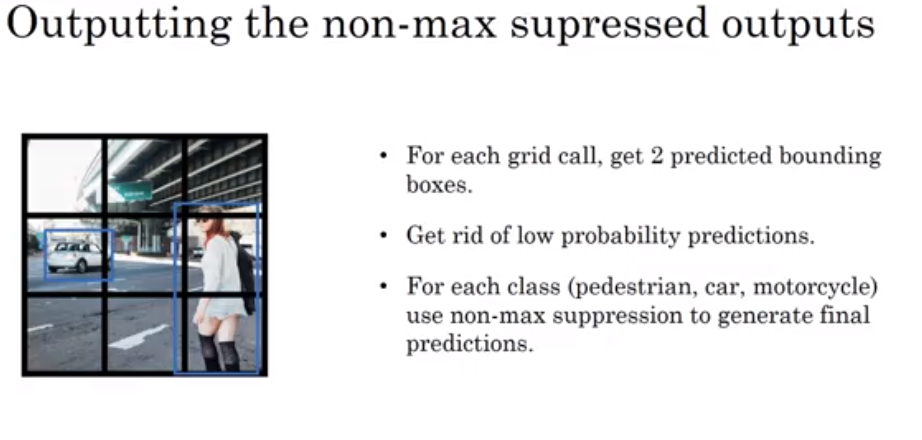 Outputting the non-max supressed outputs
• For each grid call, get 2 predicted bounding
boxes.
• Get rid of low probability predictions.
• For each class (pedestrian, car, motorcycle)
use non-max suppression to generate final
predictions.